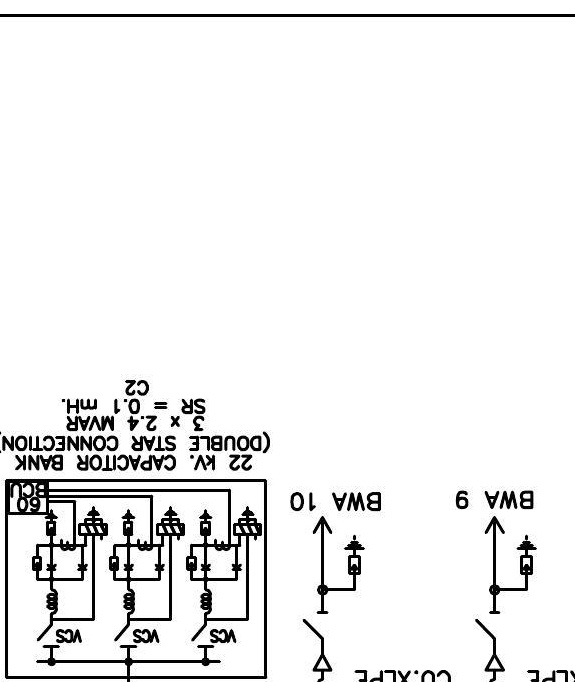 XLPE CU.XLPE
VCS VCS VCS
60
BCU
BWA 9 BWA 10
22 kV. CAPACITOR BANK
(DOUBLE STAR CONNECTION)
3 x 2.4 MVAR
SR = 0.1 mH.
C2